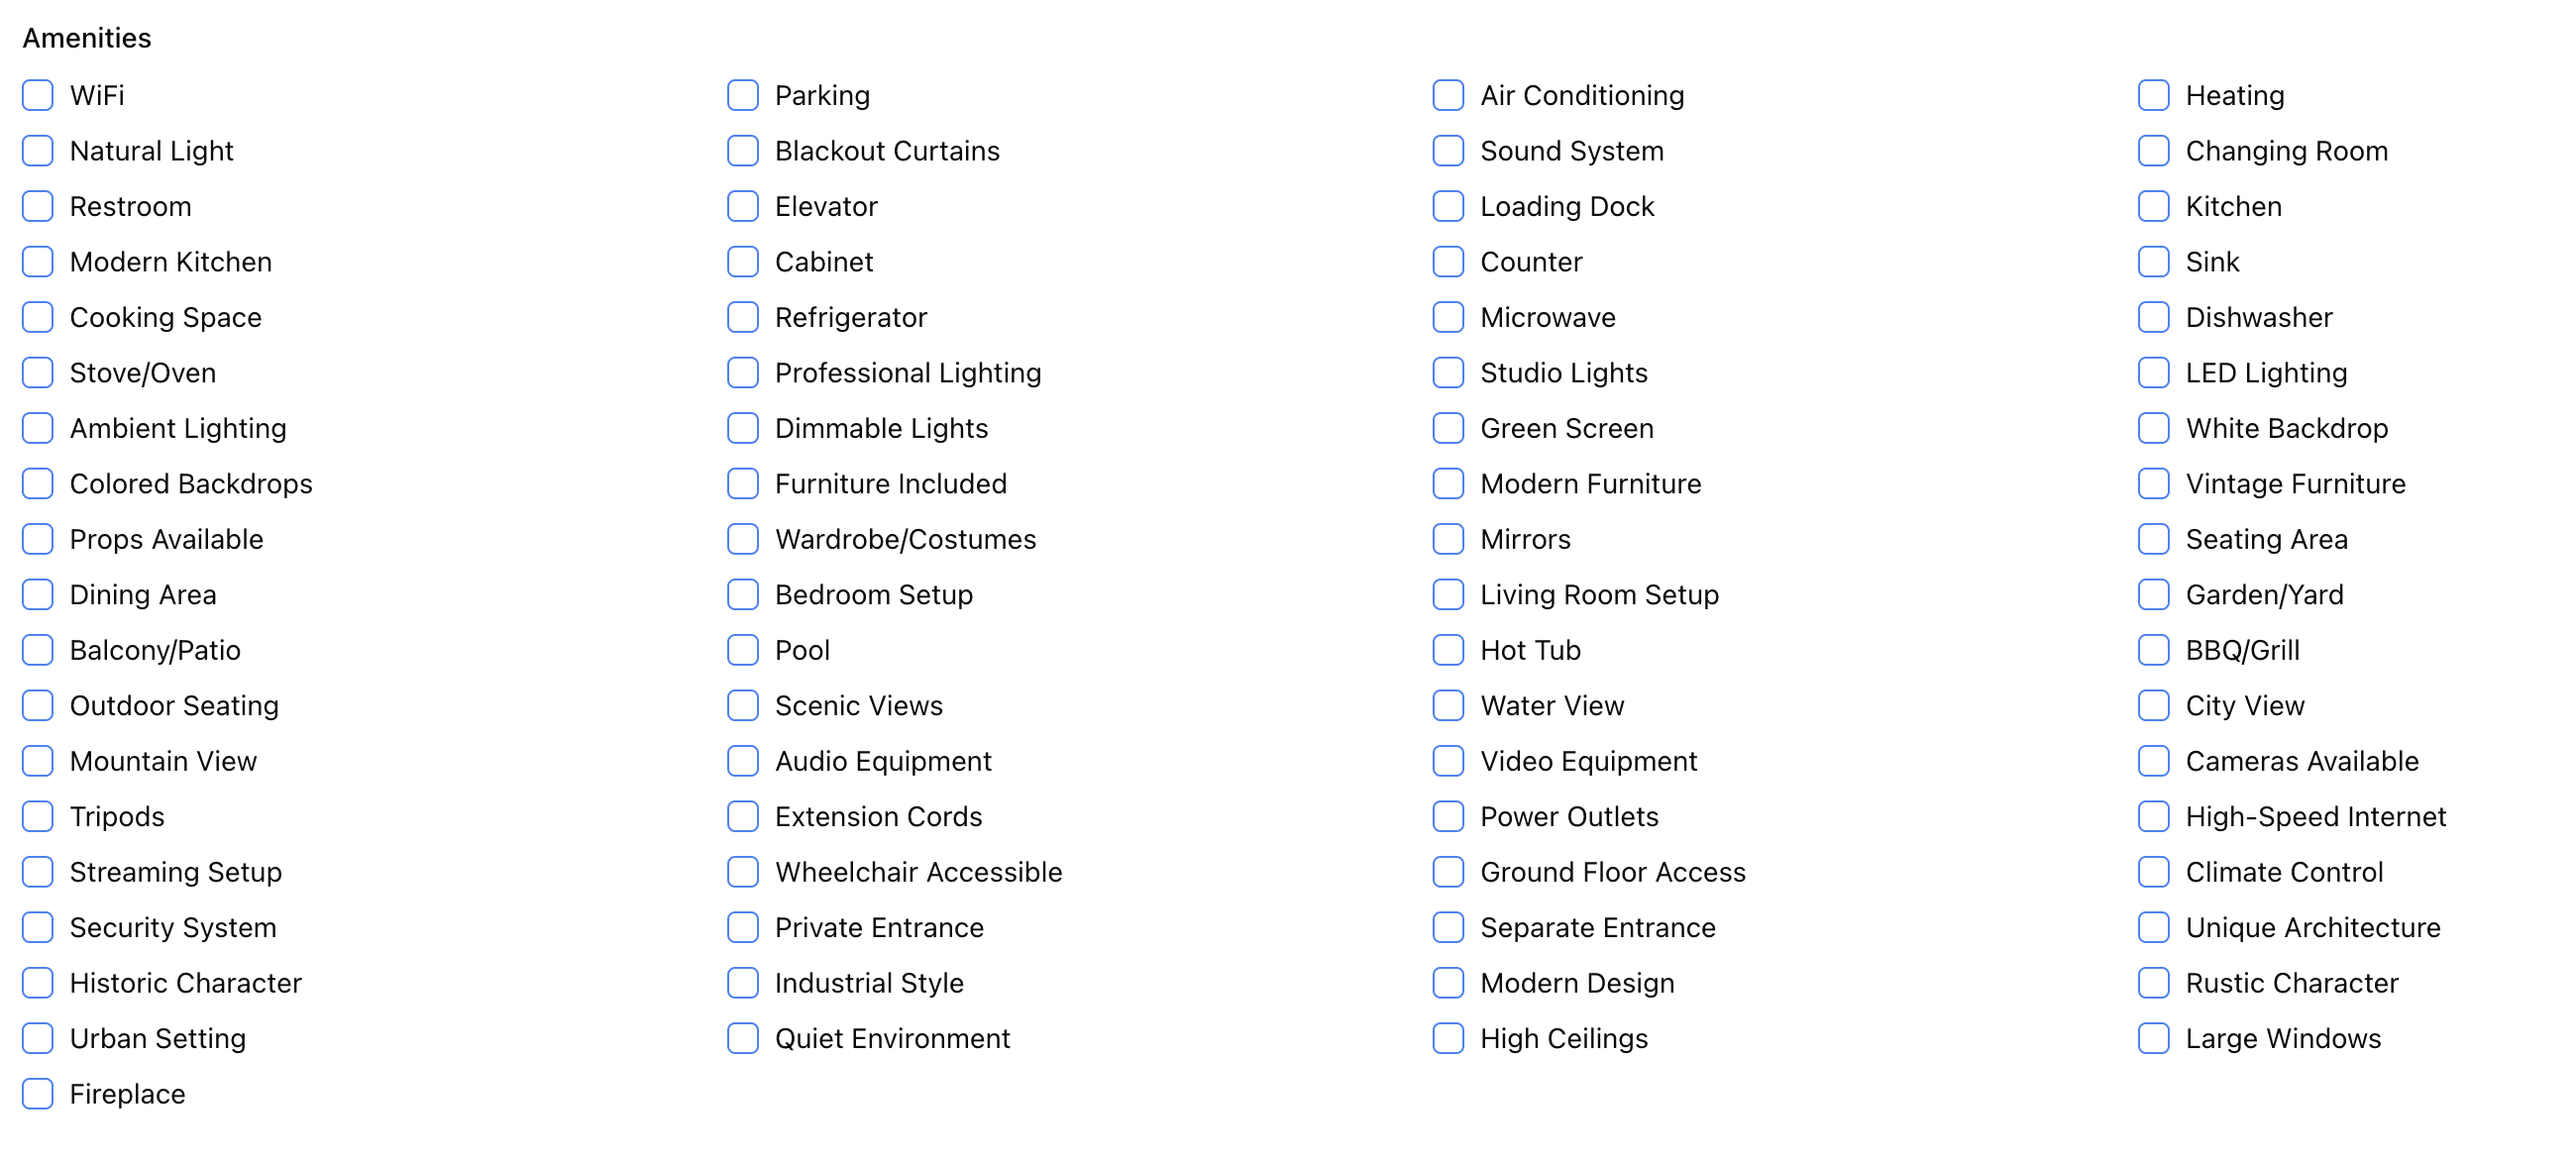 Amenities
WiFi Parking Air Conditioning Heating
Natural Light Blackout Curtains Sound System Changing Room
Restroom Elevator Loading Dock Kitchen
Modern Kitchen Cabinet Counter Sink
Cooking Space Refrigerator Microwave Dishwasher
Stove/Oven Professional Lighting Studio Lights LED Lighting
Ambient Lighting Dimmable Lights Green Screen White Backdrop
Colored Backdrops Furniture Included Modern Furniture Vintage Furniture
Props Available Wardrobe/Costumes Mirrors Seating Area
Dining Area Bedroom Setup Living Room Setup Garden/Yard
Balcony/Patio Pool Hot Tub BBQ/Grill
Outdoor Seating Scenic Views Water View City View
Mountain View Audio Equipment Video Equipment Cameras Available
Tripods Extension Cords Power Outlets High-Speed Internet
Streaming Setup Wheelchair Accessible Ground Floor Access Climate Control
Security System Private Entrance Separate Entrance Unique Architecture
Historic Character Industrial Style Modern Design Rustic Character
Urban Setting Quiet Environment High Ceilings Large Windows
Fireplace